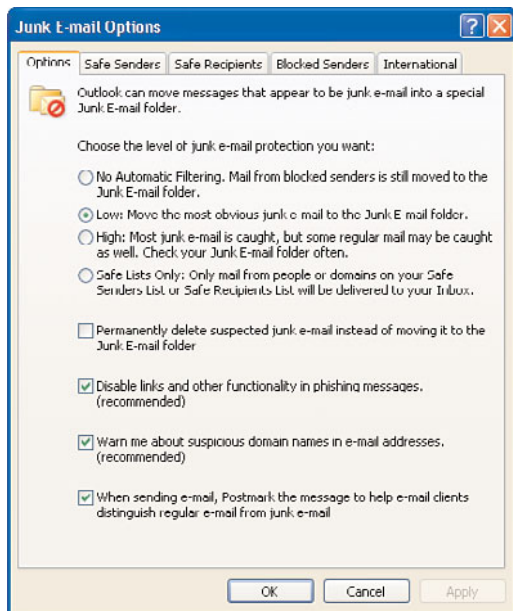 Junk E-mail Options
Options Safe Senders Safe Recipients Blocked Senders International
Outlook can move messages that appear to be junk e-mail into a special
Junk E-mail folder.
Choose the level of junk e-mail protection you want:
No Automatic Filtering. Mail from blocked senders is still moved to the
Junk E-mail folder.
Low: Move the most obvious junk e-mail to the Junk E-mail folder.
High: Most junk e-mail is caught, but some regular mail may be caught
as well. Check your Junk E-mail folder often.
Safe Lists Only: Only mail from people or domains on your Safe
Senders List or Safe Recipients List will be delivered to your Inbox.
Permanently delete suspected junk e-mail instead of moving it to the
Junk E-mail folder
Disable links and other functionality in phishing messages.
(recommended)
Warn me about suspicious domain names in e-mail addresses.
(recommended)
When sending e-mail, Postmark the message to help e-mail clients
distinguish regular e-mail from junk e-mail
OK Cancel Apply